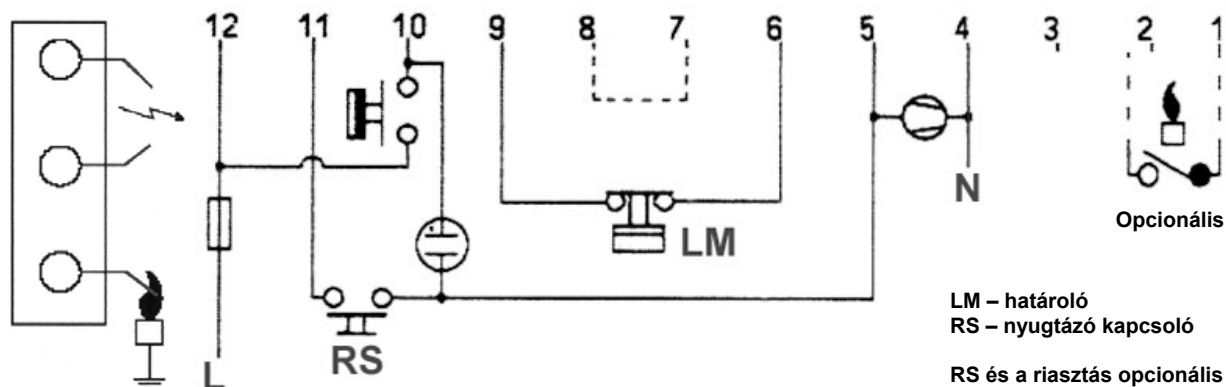 12 11 10 9 8 7 6 5 4 3 2 1
N
Opcionális
LM
LM – határoló
RS – nyugtázó kapcsoló
L
RS
RS és a riasztás opcionális